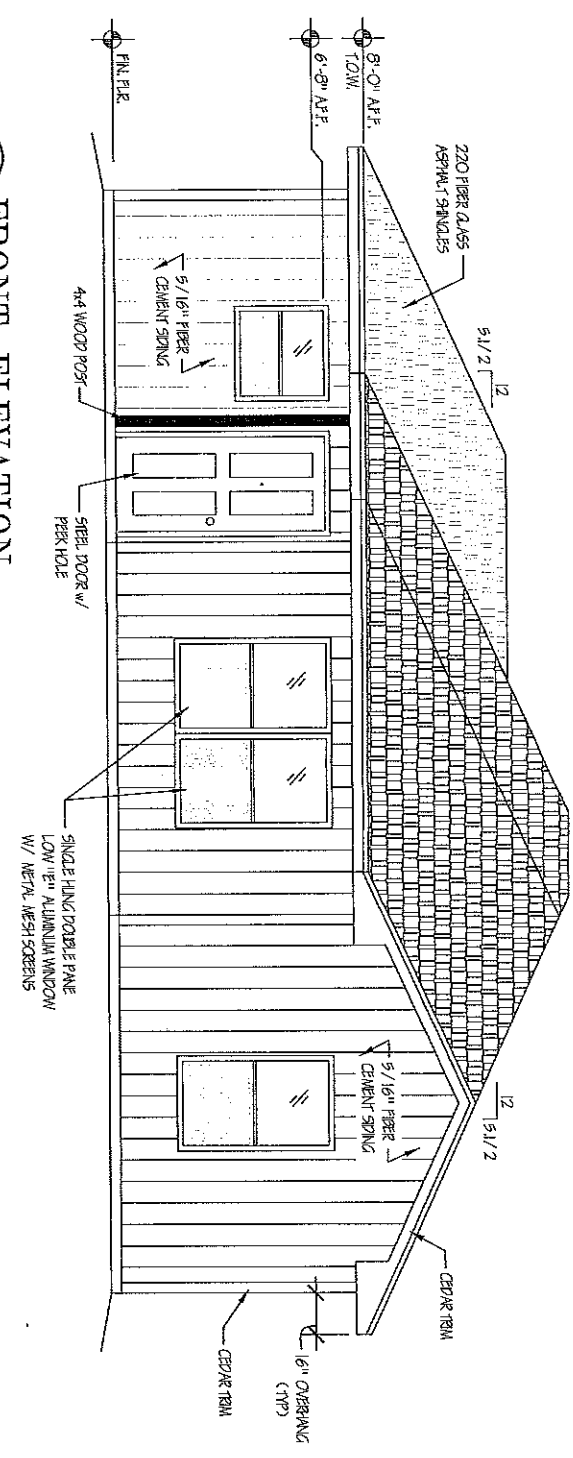 FIN. FLR.
6'-8" A.F.F.
8'-0" A.F.F.
T.O.W.
220 FIBER GLASS
ASPHALT SHINGLES
12
5.1/2
5/16" FIBER
CEMENT SIDING
4x4 WOOD POST
STEEL DOOR w/
PEEK HOLE
SINGLE HUNG DOUBLE PANE
LOW "E" ALUMINUM WINDOW
W/ METAL MESH SCREENS
5/16" FIBER
CEMENT SIDING
12
5.1/2
CEDAR TRIM
CEDAR TRIM
16" OVERHANG
(TYP)
FRONT ELEVATION